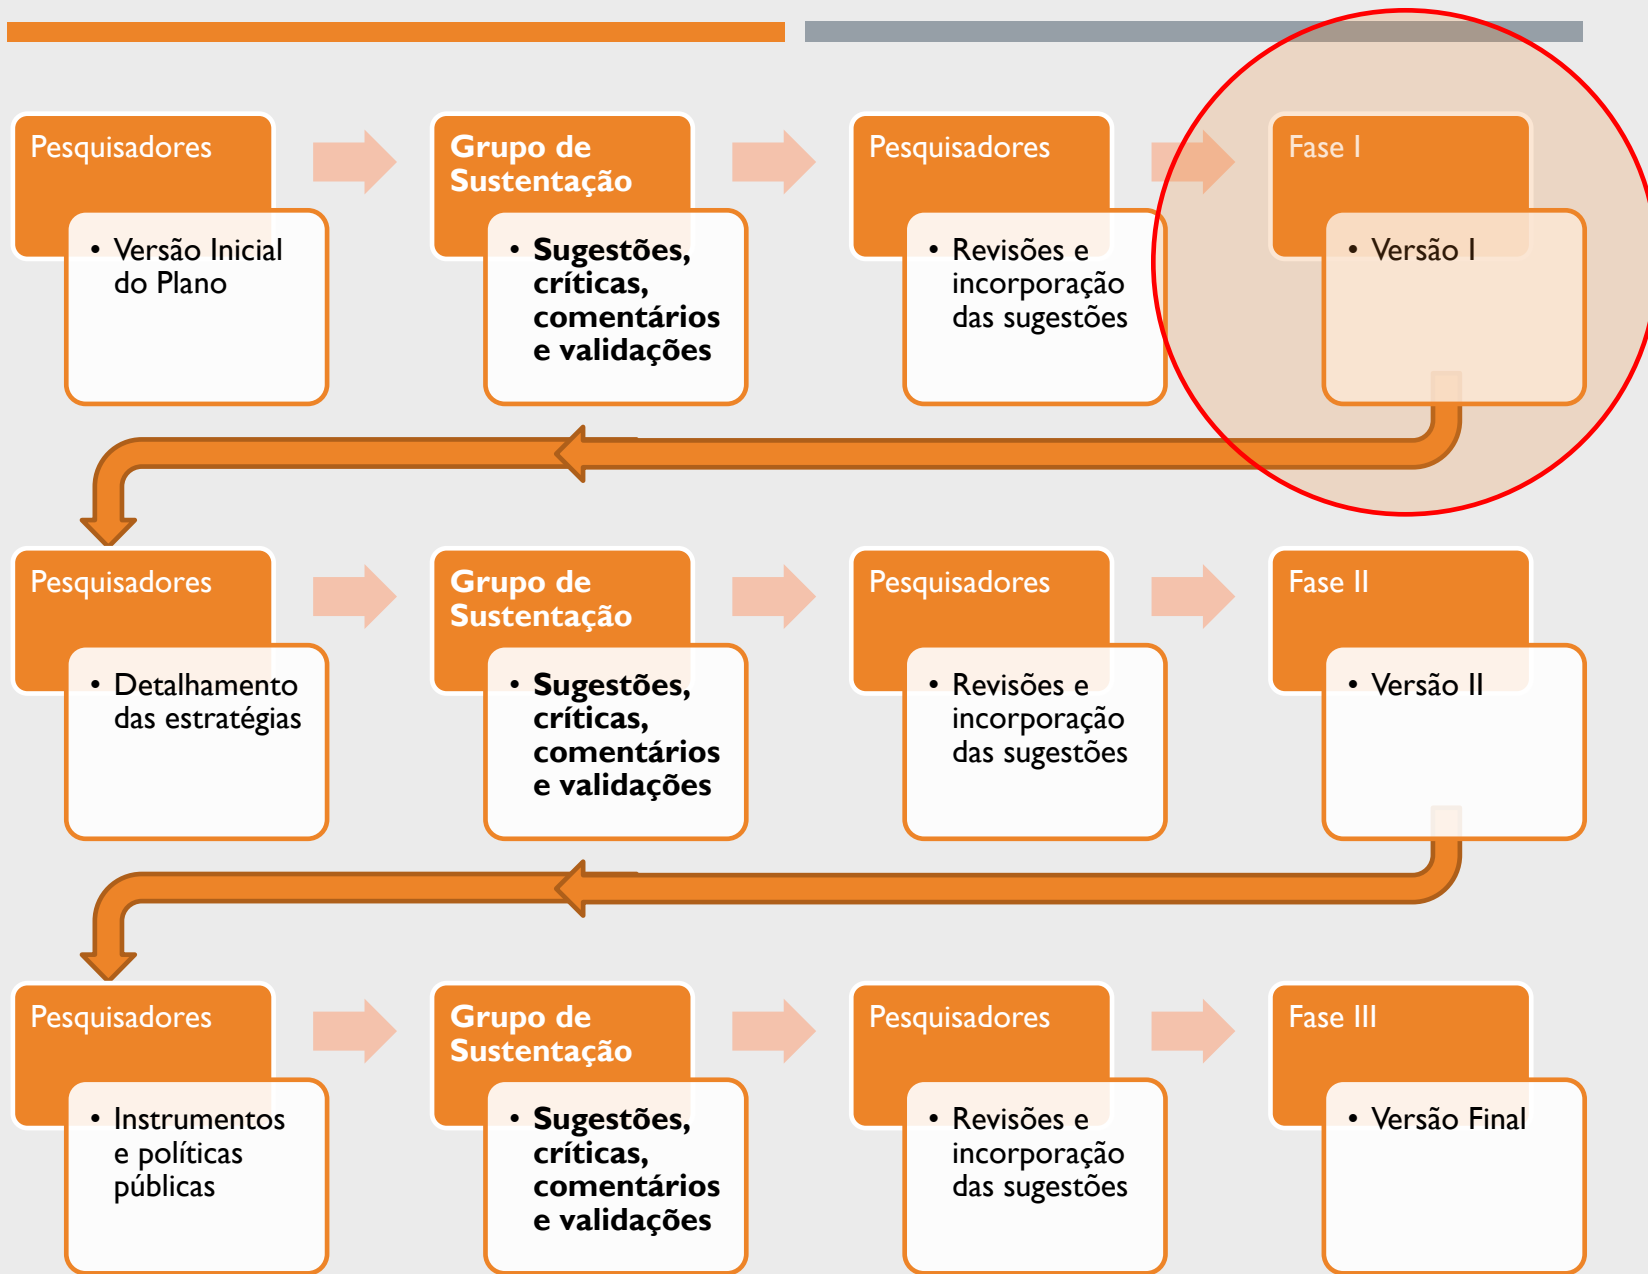 Pesquisadores
• Versão Inicial
do Plano
Grupo de
Sustentação
• Sugestões,
críticas,
comentários
e validações
Pesquisadores
• Revisões e
incorporação
das sugestões
Fase I
• Versão I
Pesquisadores
• Detalhamento
das estratégias
Grupo de
Sustentação
• Sugestões,
críticas,
comentários
e validações
Pesquisadores
• Revisões e
incorporação
das sugestões
Fase II
• Versão II
Pesquisadores
• Instrumentos
e políticas
públicas
Grupo de
Sustentação
• Sugestões,
críticas,
comentários
e validações
Pesquisadores
• Revisões e
incorporação
das sugestões
Fase III
• Versão Final